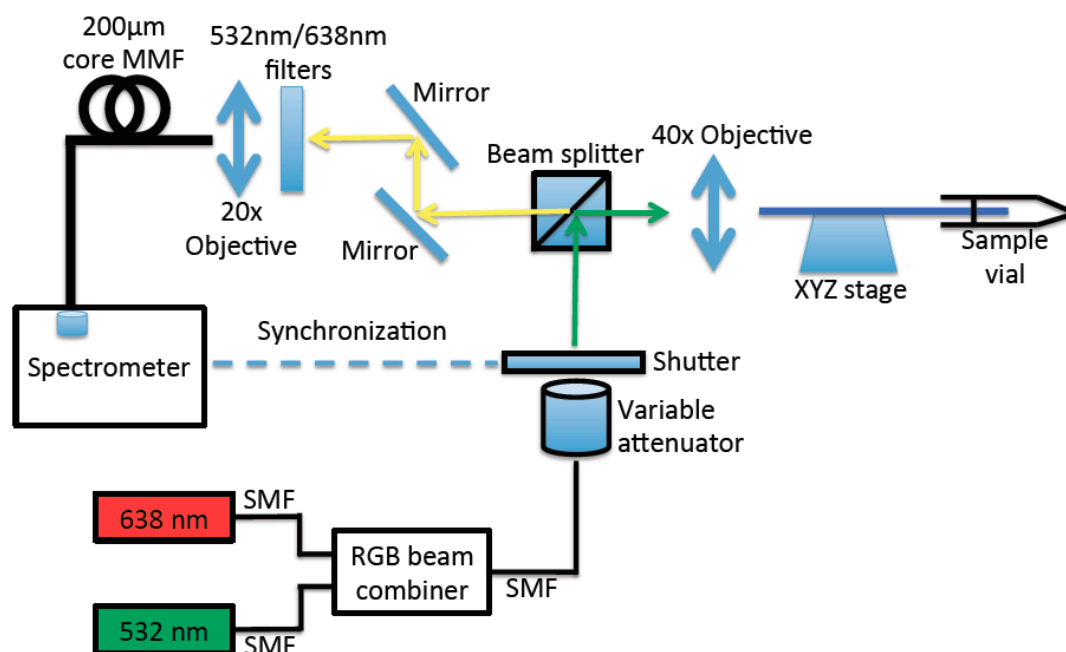 200μm
core MMF
532nm/638nm
filters
Mirror
40x Objective
Beam splitter
20x
Objective
Mirror
Sample
vial
XYZ stage
Synchronization
Spectrometer
Shutter
Variable
attenuator
SMF
638 nm
RGB beam
combiner
SMF
532 nm
SMF